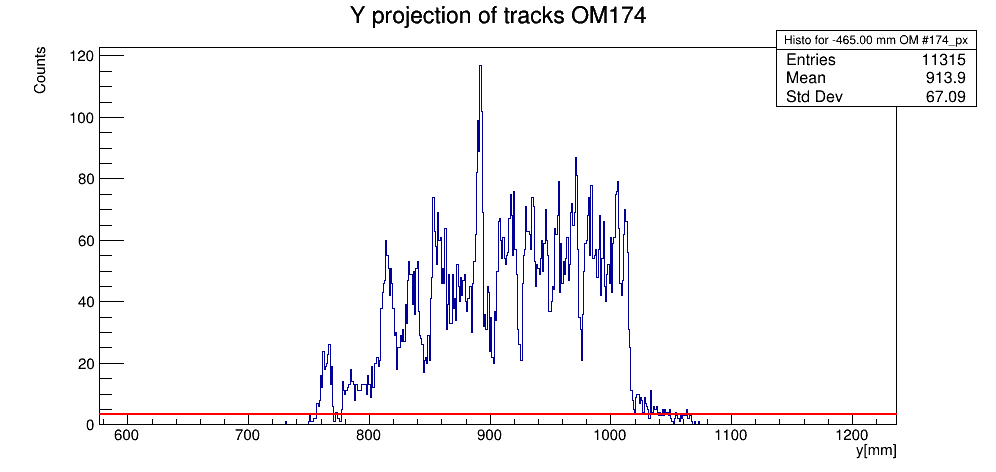 Y projection of tracks OM174
Histo for -465.00 mm OM #174_px
Entries 11315
Mean 913.9
Std Dev 67.09
Counts
120
100
80
60
40
20
0
600 700 800 900 1000 1100 1200
y[mm]